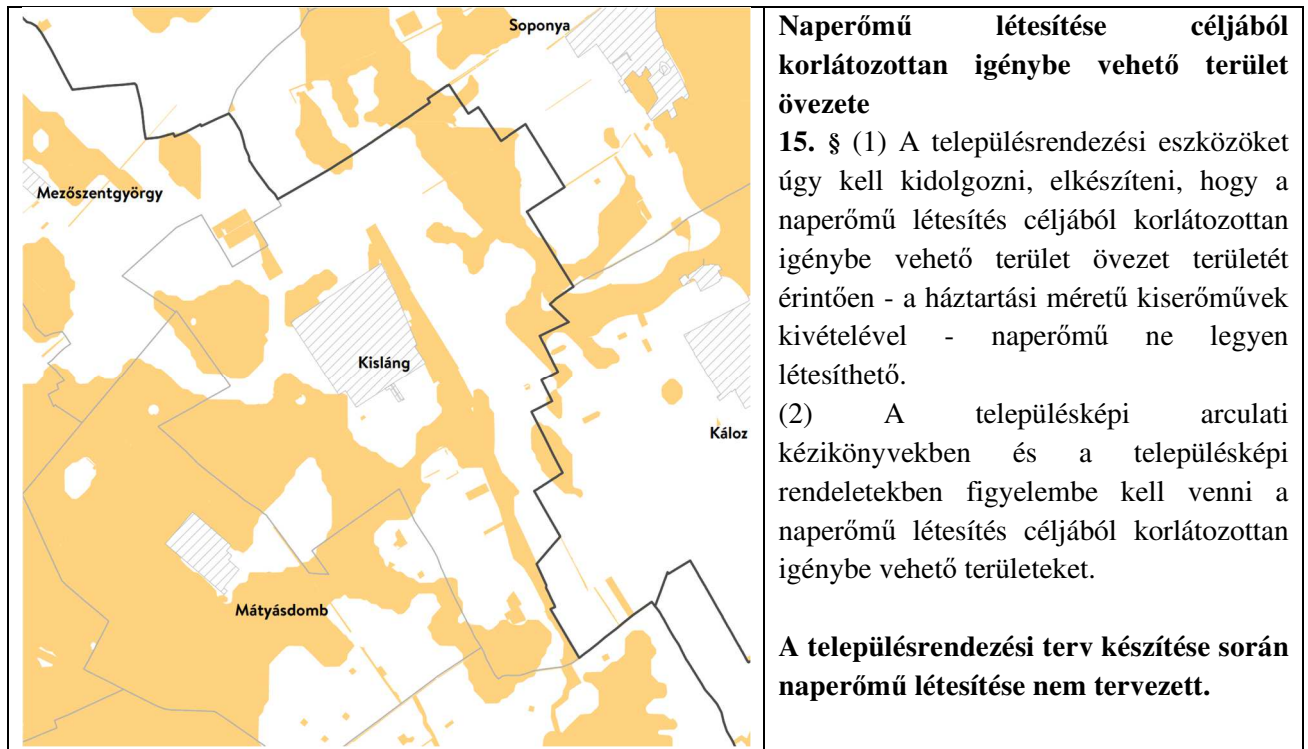 Soponya
Mezőszentgyörgy
Kisláng
Káloz
Mátyásdomb
Naperőmű létesítése céljából
korlátozottan igénybe vehető terület
övezete
15. § (1) A településrendezési eszközöket
úgy kell kidolgozni, elkészíteni, hogy a
naperőmű létesítés céljából korlátozottan
igénybe vehető terület övezet területét
érintően - a háztartási méretű kiserőművek
kivételével - naperőmű ne legyen
létesíthető.
(2) A településképi arculati
kézikönyvekben és a településképi
rendeletekben figyelembe kell venni a
naperőmű létesítés céljából korlátozottan
igénybe vehető területeket.
A településrendezési terv készítése során
naperőmű létesítése nem tervezett.